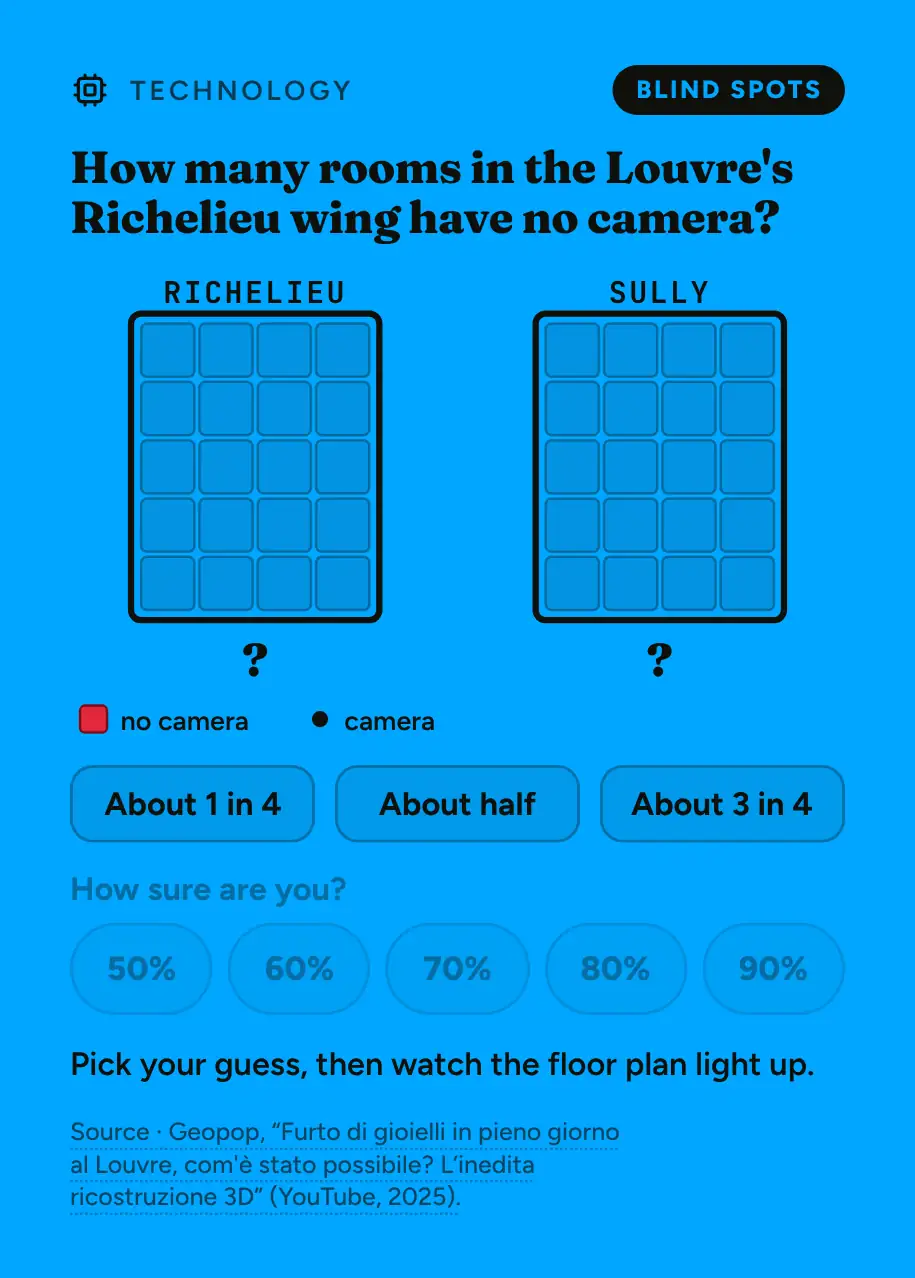 TECHNOLOGY
BLIND SPOTS
How many rooms in the Louvre's
Richelieu wing have no camera?
RICHELIEU
SULLY
?
?
no camera
camera
About 1 in 4
About half
About 3 in 4
How sure are you?
50%
60%
70%
80%
90%
Pick your guess, then watch the floor plan light up.
Source · Geopop, “Furto di gioielli in pieno giorno
al Louvre, com'è stato possibile? L’inedita
ricostruzione 3D” (YouTube, 2025).